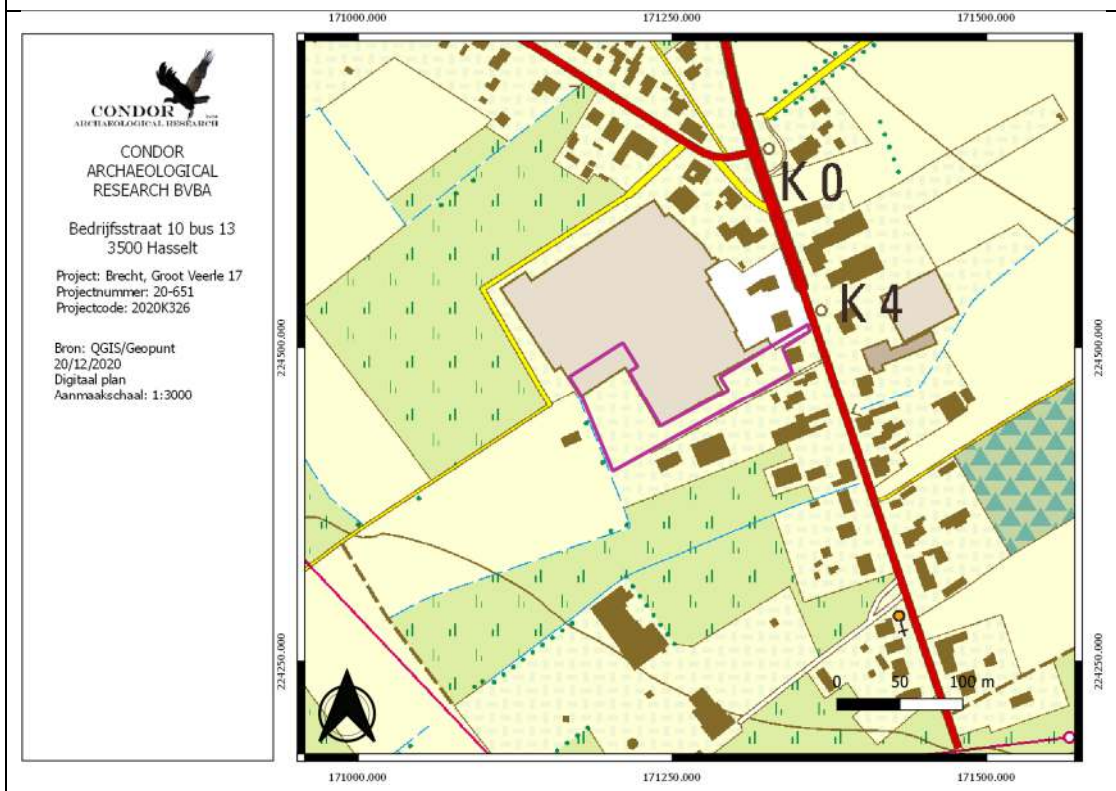 171000.000 171250.000 171500.000
CONDOR
ARCHAEOLOGICAL RESEARCH
CONDOR
ARCHAEOLOGICAL
RESEARCH BVBA
Bedrijfsstraat 10 bus 13
3500 Hasselt
Project: Brecht, Groot Veerle 17
Projectnummer: 20-651
Projectcode: 2020K326
Bron: QGIS/Geopunt
20/12/2020
Digitaal plan
Aanmaakschaal: 1:3000
K 0
K 4
224500.000 224500.000
224250.000 224250.000
0 50 100 m
171000.000 171250.000 171500.000